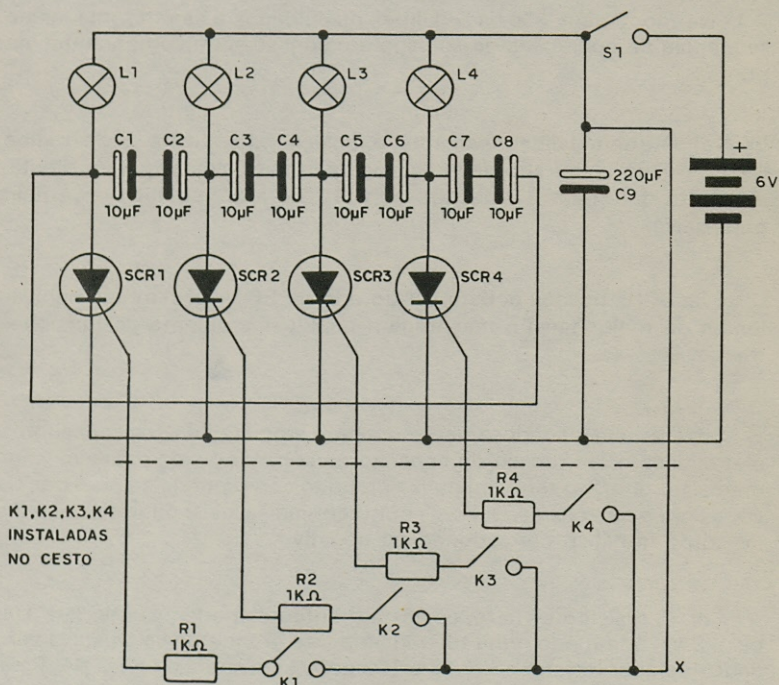 S1
L1 L2 L3 L4
C1 C2 C3 C4 C5 C6 C7 C8
+
220µF
6V
C9
10µF 10µF 10µF 10µF 10µF 10µF 10µF 10µF
SCR1 SCR2 SCR3 SCR4
R4
1KΩ
K1,K2,K3,K4
INSTALADAS
NO CESTO
K4
R3
1KΩ
K3
R2
1KΩ
K2
R1
1KΩ
K1
X